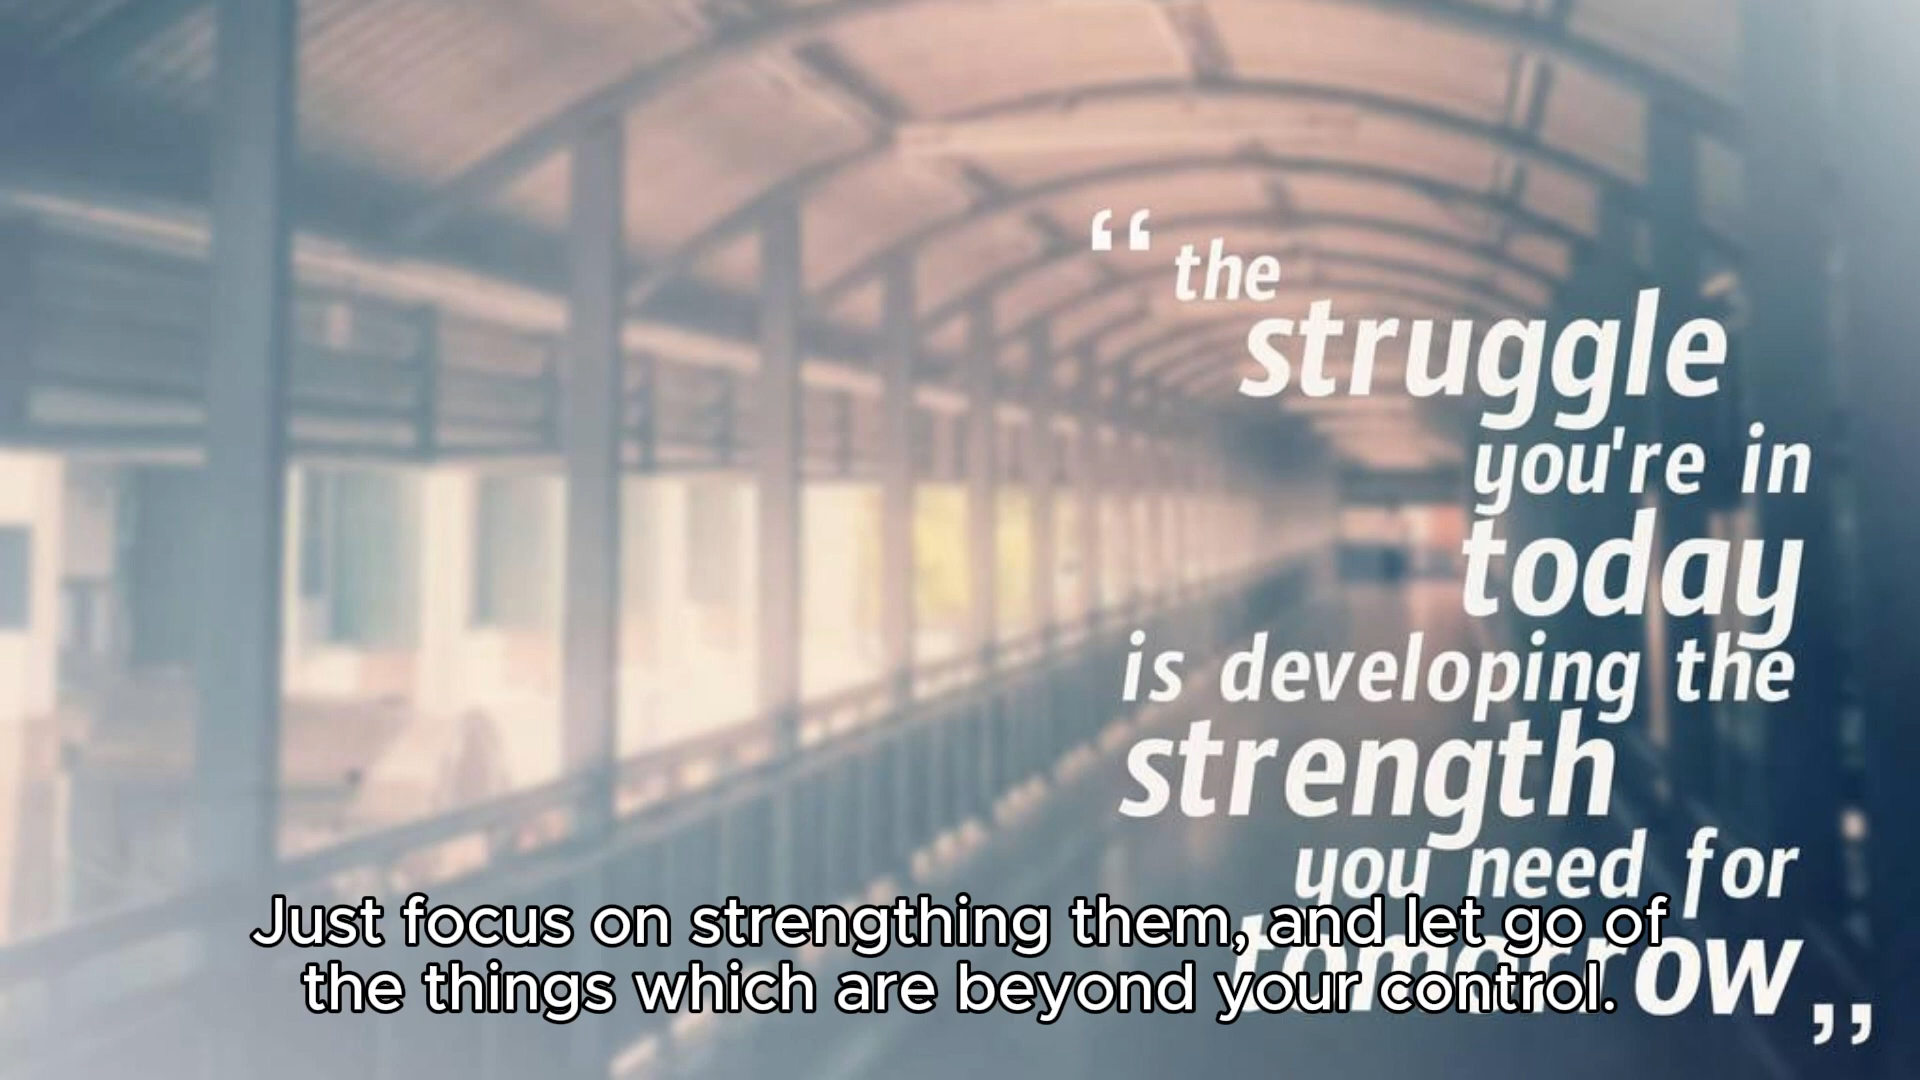 “ the
struggle
you're in
today
is developing the
strength
you need for
tomorrow ”
Just focus on strengthing them, and let go of
the things which are beyond your control.